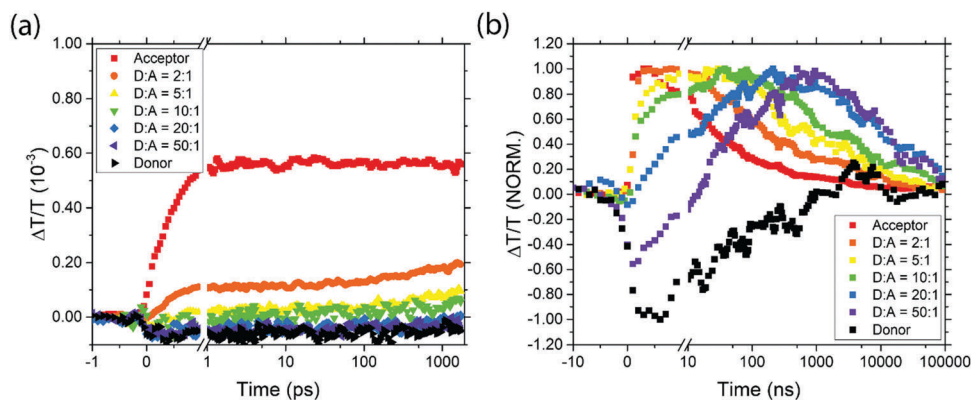 (a)
ΔT/T (10⁻³)
1.00
0.80
0.60
0.40
0.20
0.00
Acceptor
D:A = 2:1
D:A = 5:1
D:A = 10:1
D:A = 20:1
D:A = 50:1
Donor
-1 0 1 10 100 1000
Time (ps)
(b)
ΔT/T (NORM.)
1.20
1.00
0.80
0.60
0.40
0.20
0.00
-0.20
-0.40
-0.60
-0.80
-1.00
-1.20
Acceptor
D:A = 2:1
D:A = 5:1
D:A = 10:1
D:A = 20:1
D:A = 50:1
Donor
-10 0 10 100 1000 10000 100000
Time (ns)